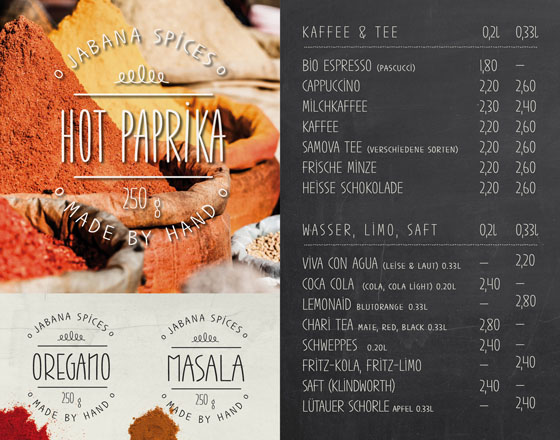 JABANA SPICES
HOT PAPRIKA
250 g
MADE BY HAND
JABANA SPICES
OREGANO
250 g
MADE BY HAND
JABANA SPICES
MASALA
250 g
MADE BY HAND
KAFFEE & TEE 0,2L 0,33L
BIO ESPRESSO (PASCUCCI) 1,80 –
CAPPUCCINO 2,20 2,60
MILCHKAFFEE 2,30 2,40
KAFFEE 2,20 2,60
SAMOVA TEE (VERSCHIEDENE SORTEN) 2,20 2,60
FRISCHE MINZE 2,20 2,60
HEISSE SCHOKOLADE 2,20 2,60
WASSER, LIMO, SAFT 0,2L 0,33L
VIVA CON AGUA (LEISE & LAUT) 0.33L – 2,20
COCA COLA (COLA, COLA LIGHT) 0.20L 2,40 –
LEMONAID BLUTORANGE 0.33L – 2,80
CHARI TEA MATE, RED, BLACK 0.33L 2,80 –
SCHWEPPES 0.20L 2,40 –
FRITZ-KOLA, FRITZ-LIMO – 2,40
SAFT (KLINDWORTH) 2,40 –
LÜTAUER SCHORLE APFEL 0.33L – 2,40